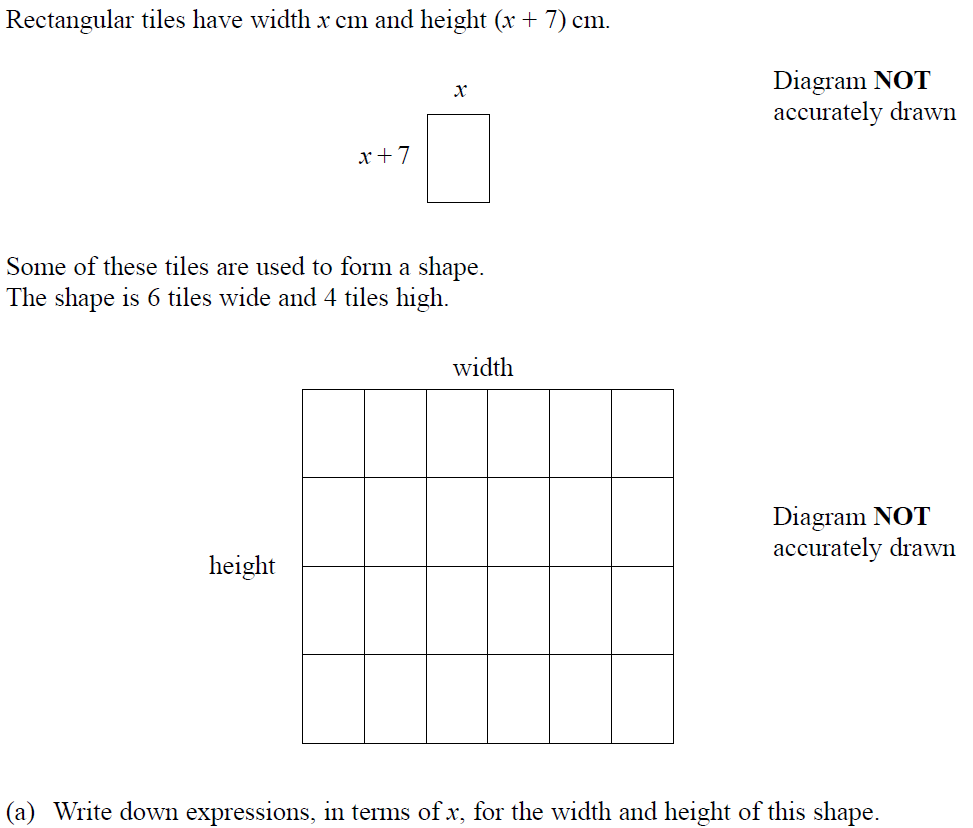 Rectangular tiles have width x cm and height (x + 7) cm.
x
Diagram NOT
accurately drawn
x + 7
Some of these tiles are used to form a shape.
The shape is 6 tiles wide and 4 tiles high.
width
height
Diagram NOT
accurately drawn
(a) Write down expressions, in terms of x, for the width and height of this shape.